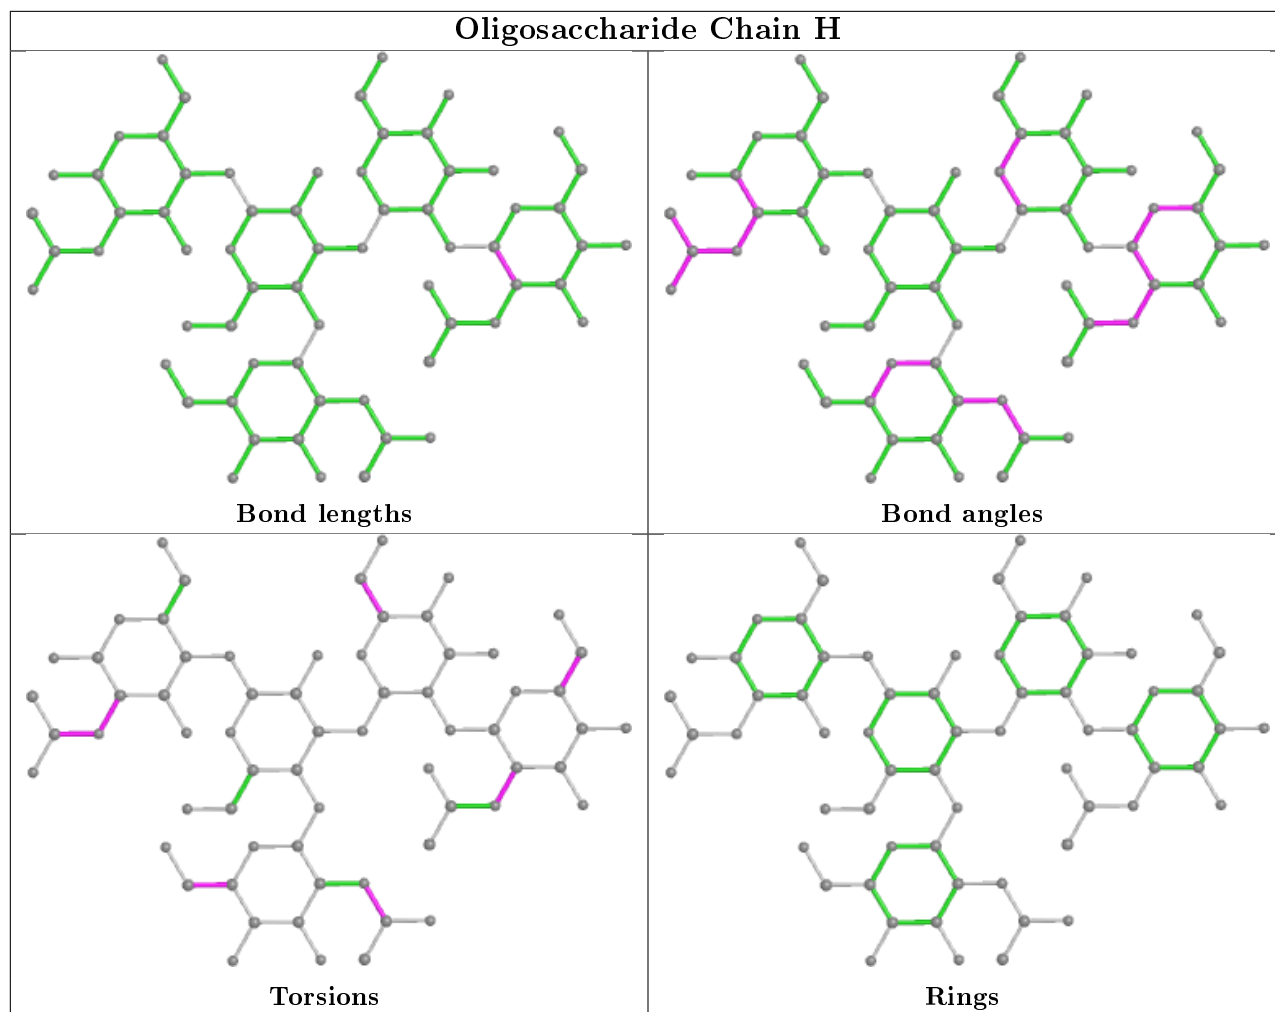 Oligosaccharide Chain H
Bond lengths
Bond angles
Torsions
Rings